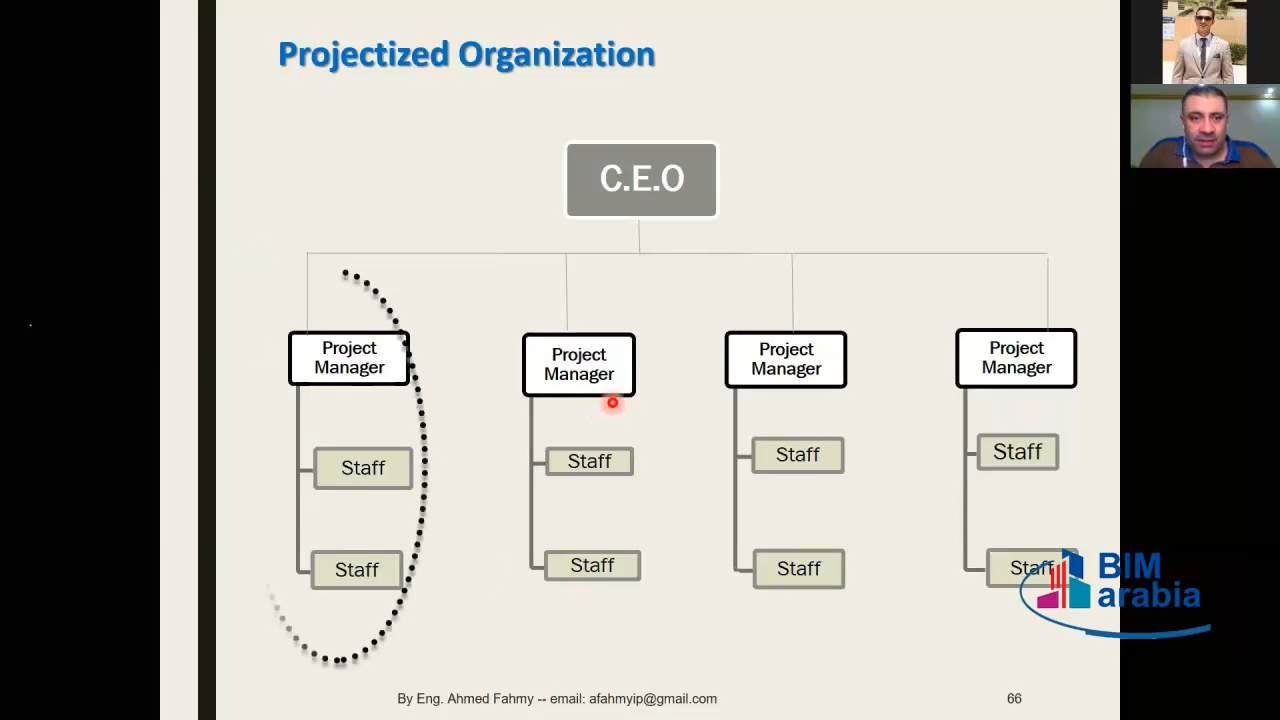 Projectized Organization
C.E.O
Project
Manager
Project
Manager
Project
Manager
Project
Manager
Staff
Staff
Staff
Staff
Staff
Staff
Staff
Staff
BIM
arabia
By Eng. Ahmed Fahmy -- email: afahmyip@gmail.com
66